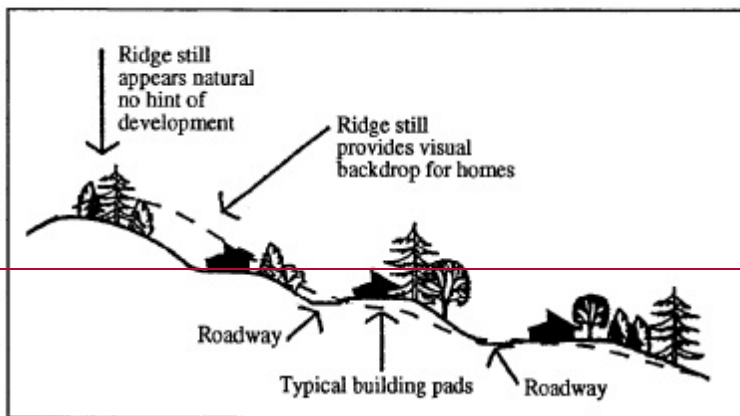 Ridge still
appears natural
no hint of
development
Ridge still
provides visual
backdrop for homes
Roadway
Typical building pads
Roadway